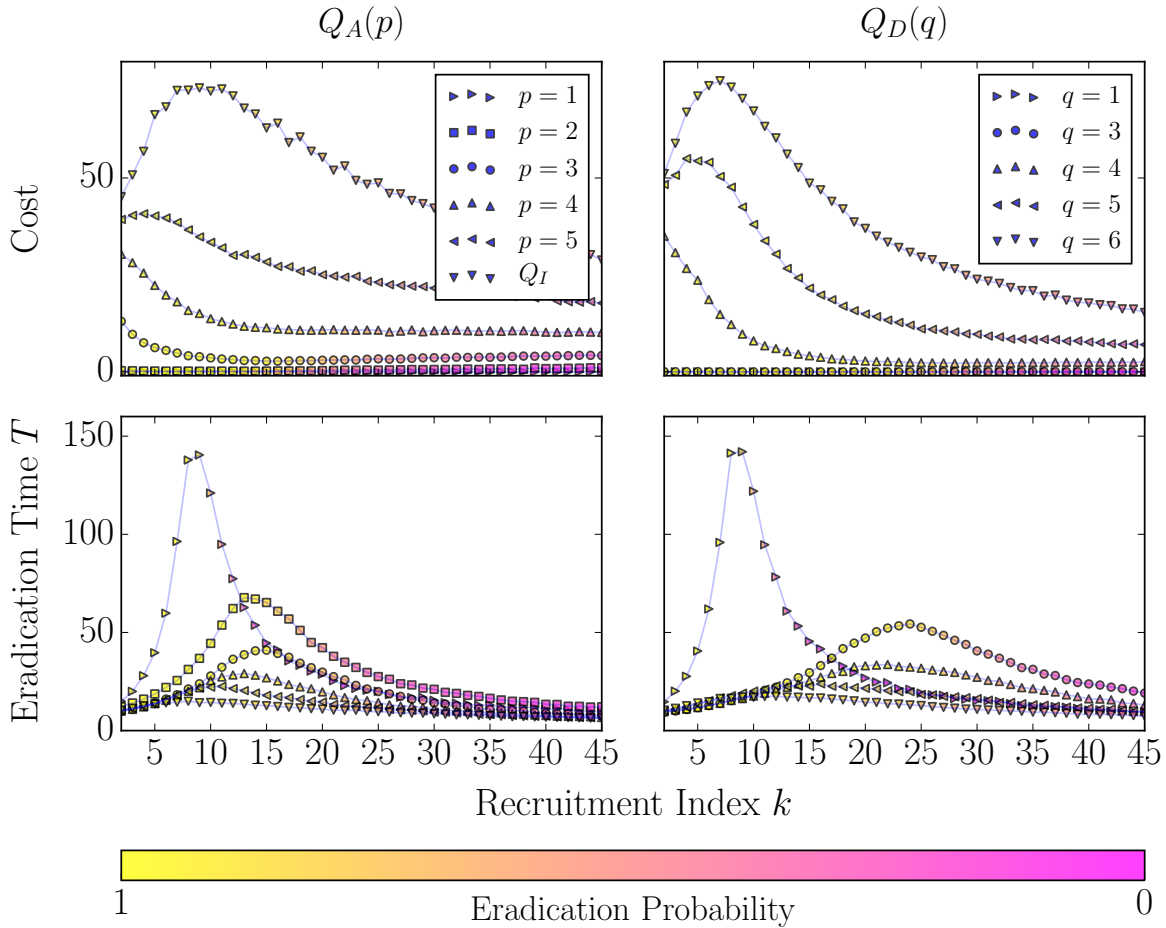 Q_A(p)
Q_D(q)
Cost
50
0
p = 1
p = 2
p = 3
p = 4
p = 5
Q_I
q = 1
q = 3
q = 4
q = 5
q = 6
Eradication Time T
150
100
50
0
5 10 15 20 25 30 35 40 45
5 10 15 20 25 30 35 40 45
Recruitment Index k
1
0
Eradication Probability